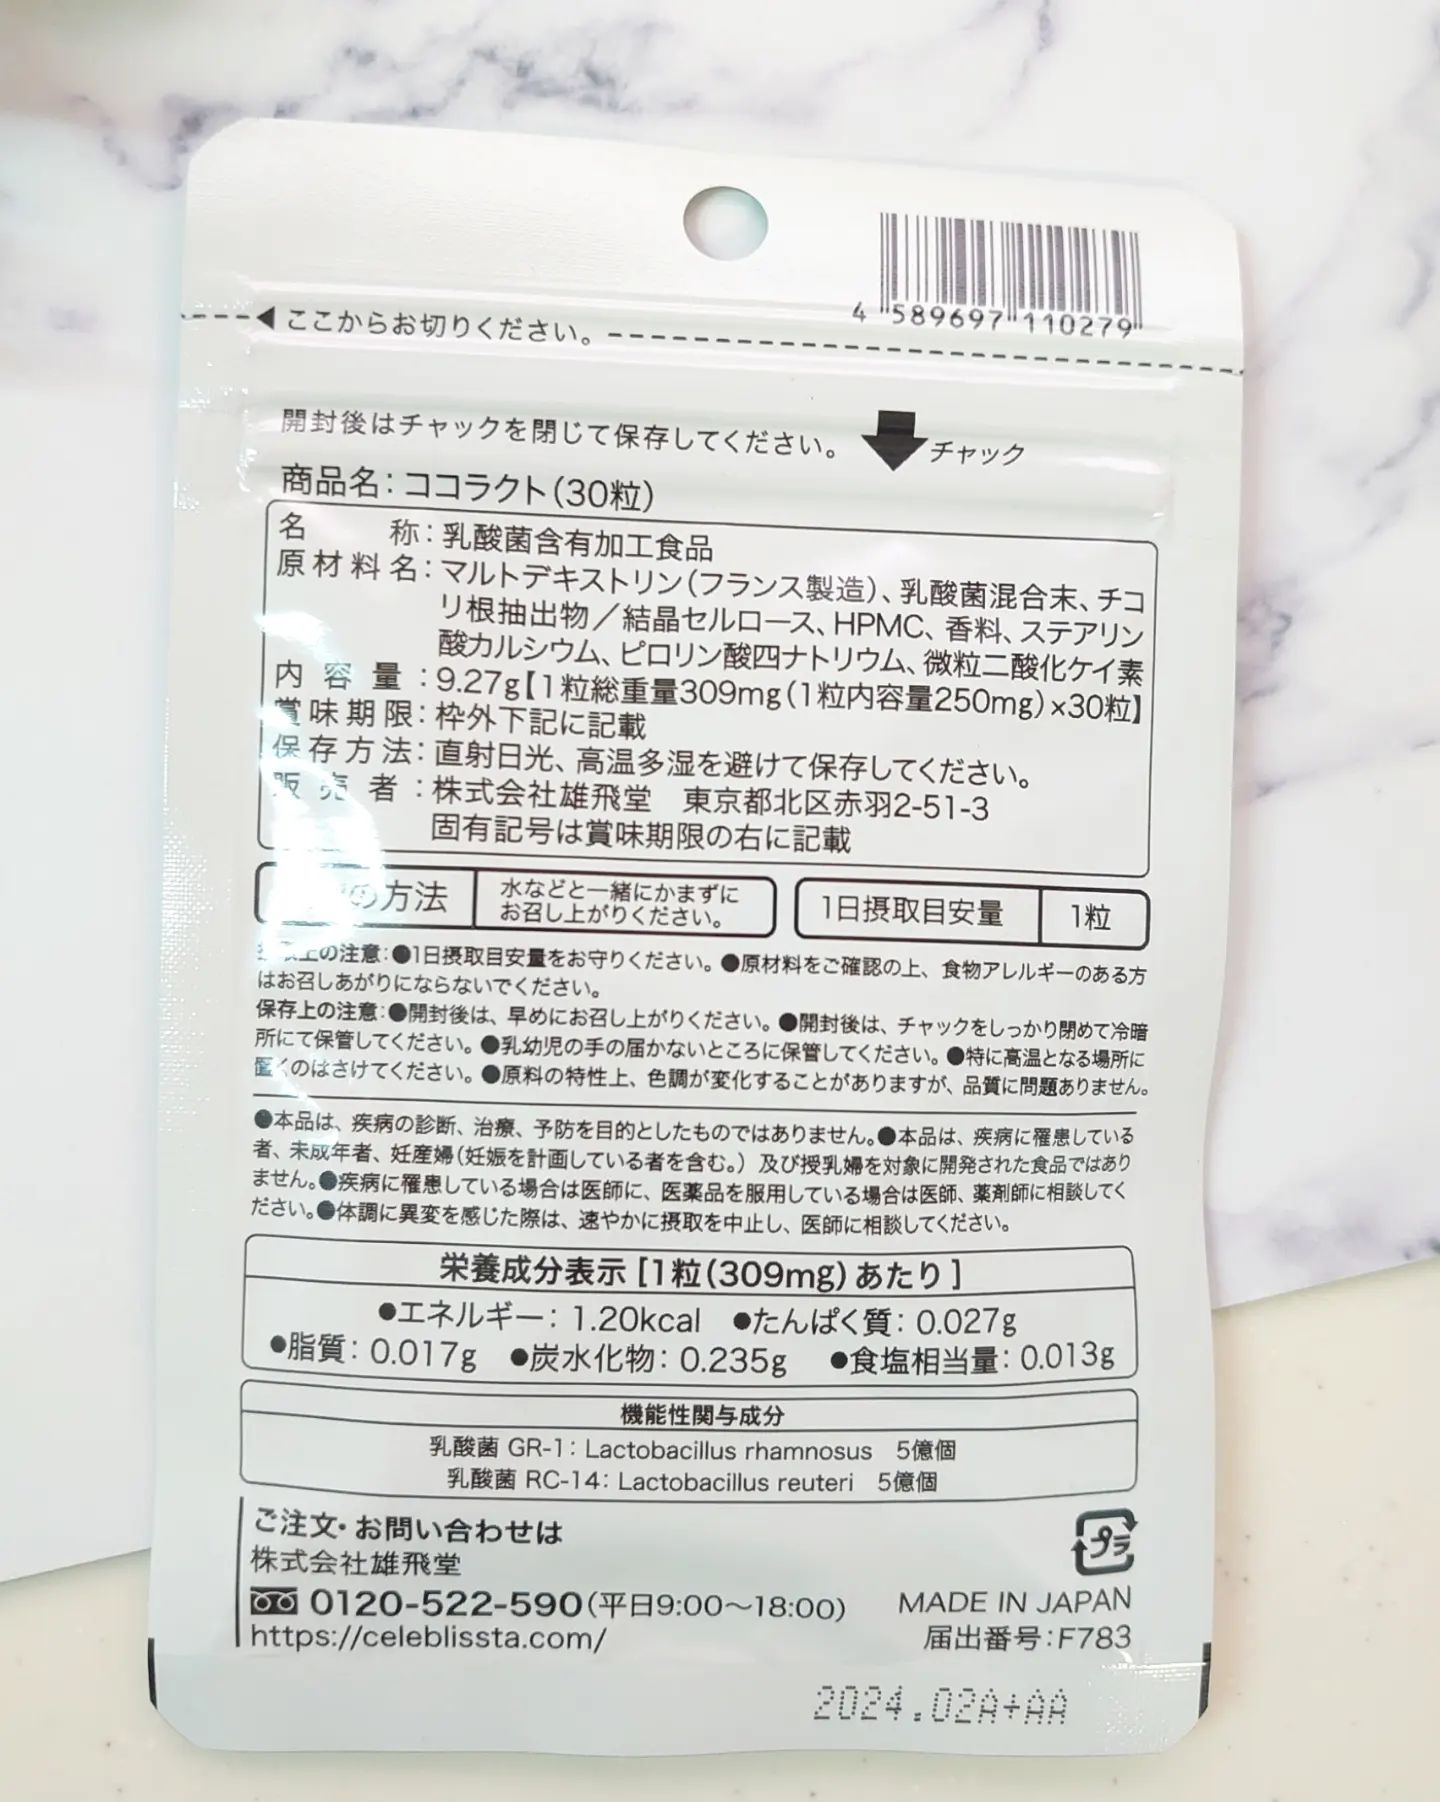 4 589697 110279
ここからお切りください。
開封後はチャックを閉じて保存してください。 チャック
商品名：ココラクト(30粒)
名称：乳酸菌含有加工食品
原材料名：マルトデキストリン(フランス製造)、乳酸菌混合末、チコ
リ根抽出物／結晶セルロース、HPMC、香料、ステアリン
酸カルシウム、ピロリン酸四ナトリウム、微粒二酸化ケイ素
内容量：9.27g【1粒総重量309mg(1粒内容量250mg)×30粒】
賞味期限：枠外下記に記載
保存方法：直射日光、高温多湿を避けて保存してください。
販売者：株式会社雄飛堂 東京都北区赤羽2-51-3
固有記号は賞味期限の右に記載
の方法 水などと一緒にかまずに
お召し上がりください。
1日摂取目安量 1粒
上の注意：●1日摂取目安量をお守りください。●原材料をご確認の上、食物アレルギーのある方
はお召しあがりにならないでください。
保存上の注意：●開封後は、早めにお召し上がりください。●開封後は、チャックをしっかり閉めて冷暗
所にて保管してください。●乳幼児の手の届かないところに保管してください。●特に高温となる場所に
置くのはさけてください。●原料の特性上、色調が変化することがありますが、品質に問題ありません。
●本品は、疾病の診断、治療、予防を目的としたものではありません。●本品は、疾病に罹患している
者、未成年者、妊産婦(妊娠を計画している者を含む。)及び授乳婦を対象に開発された食品ではあり
ません。●疾病に罹患している場合は医師に、医薬品を服用している場合は医師、薬剤師に相談してく
ださい。●体調に異変を感じた際は、速やかに摂取を中止し、医師に相談してください。
栄養成分表示 [1粒(309mg)あたり]
●エネルギー：1.20kcal ●たんぱく質：0.027g
●脂質：0.017g ●炭水化物：0.235g ●食塩相当量：0.013g
機能性関与成分
乳酸菌 GR-1：Lactobacillus rhamnosus 5億個
乳酸菌 RC-14：Lactobacillus reuteri 5億個
ご注文・お問い合わせは
株式会社雄飛堂
0120-522-590(平日9:00〜18:00)
https://celeblissta.com/
プラ
MADE IN JAPAN
届出番号：F783
2024.02A+AA